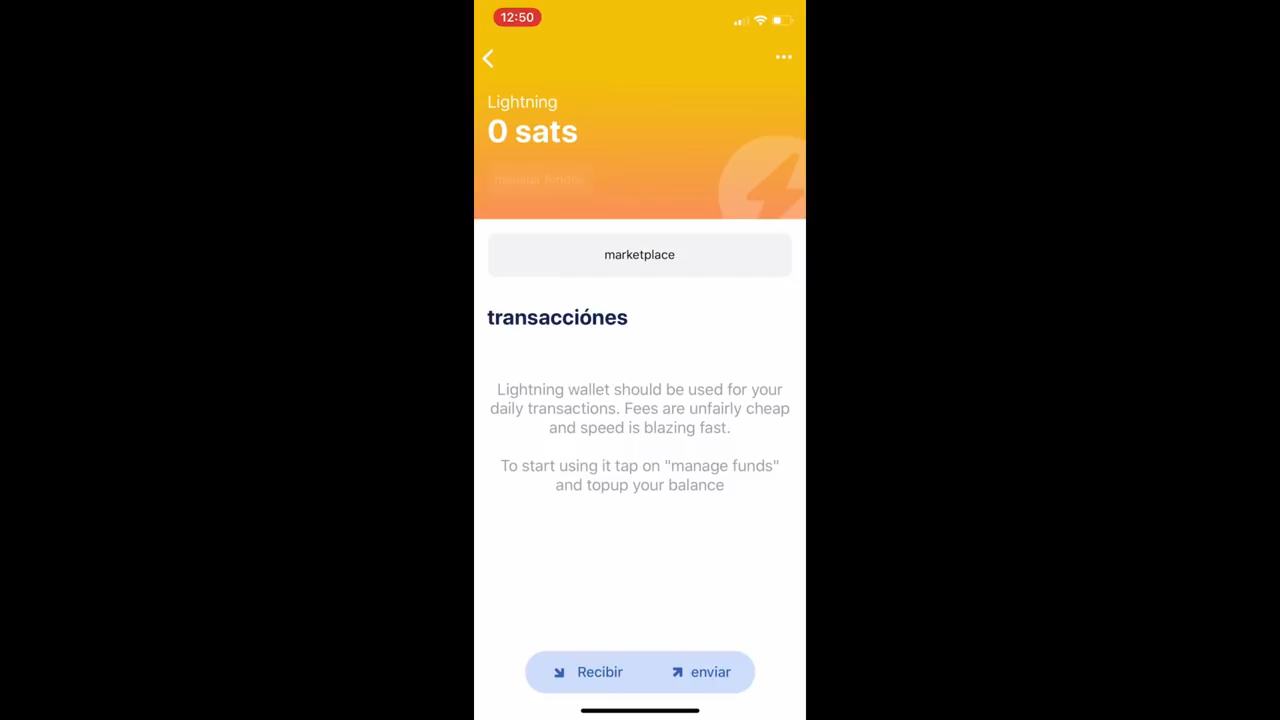 12:50
Lightning
0 sats
manage funds
marketplace
transacciónes
Lightning wallet should be used for your
daily transactions. Fees are unfairly cheap
and speed is blazing fast.
To start using it tap on "manage funds"
and topup your balance
Recibir
enviar